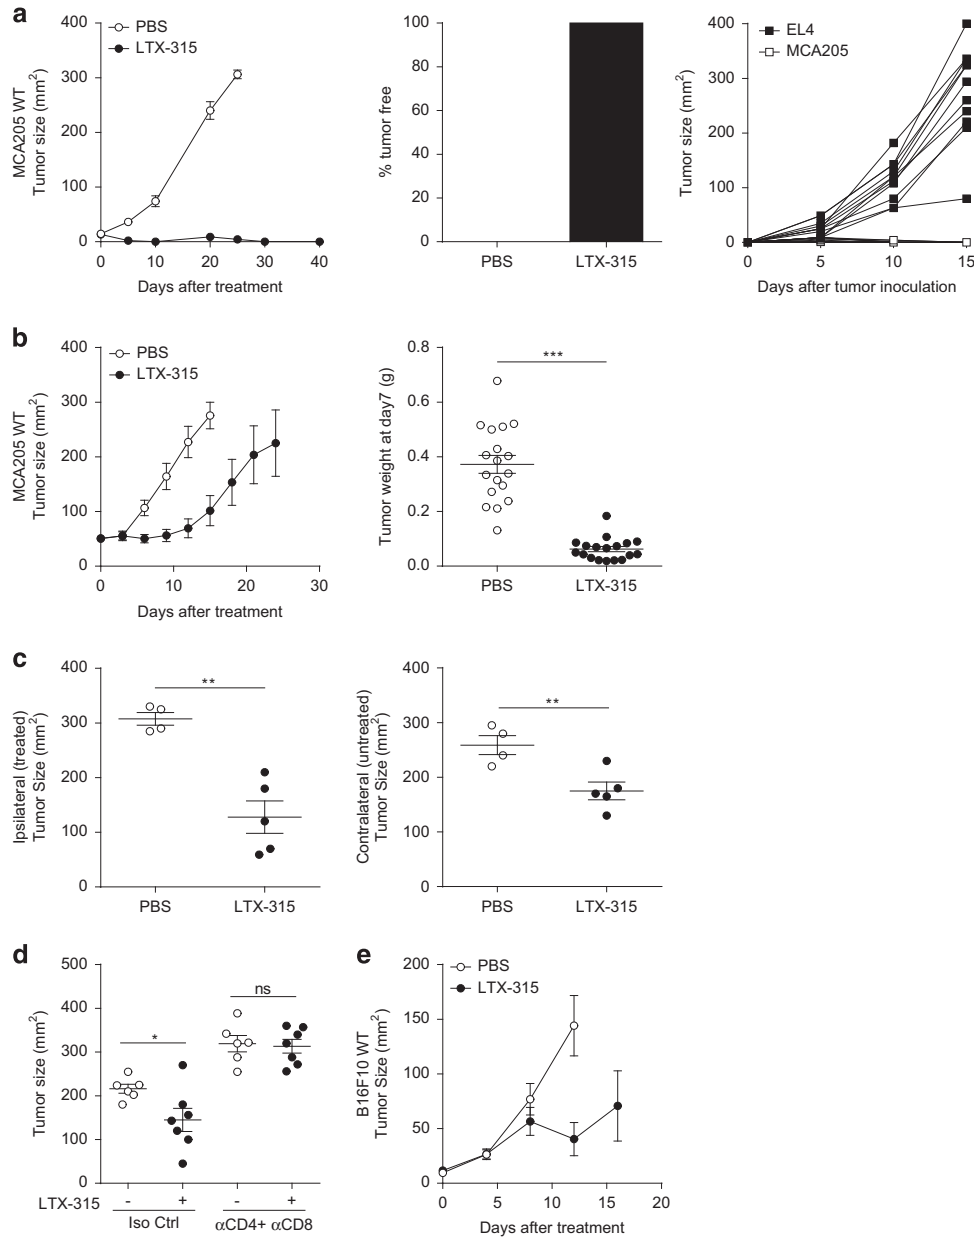 a
PBS
LTX-315
MCA205 WT
Tumor size (mm²)
400
300
200
100
0
0 10 20 30 40
Days after treatment
% tumor free
100
80
60
40
20
0
PBS LTX-315
EL4
MCA205
Tumor size (mm²)
400
300
200
100
0
0 5 10 15
Days after tumor inoculation
b
PBS
LTX-315
MCA205 WT
Tumor size (mm²)
400
300
200
100
0
0 10 20 30
Days after treatment
Tumor weight at day7 (g)
0.8
0.6
0.4
0.2
0.0
***
PBS LTX-315
c
Ipsilateral (treated)
Tumor Size (mm²)
400
300
200
100
0
**
PBS LTX-315
Contralateral (untreated)
Tumor Size (mm²)
400
300
200
100
0
**
PBS LTX-315
d
Tumor size (mm²)
500
400
300
200
100
0
*
ns
LTX-315 - + - +
Iso Ctrl αCD4+ αCD8
e
PBS
LTX-315
B16F10 WT
Tumor Size (mm²)
200
150
100
50
0
0 5 10 15 20
Days after treatment